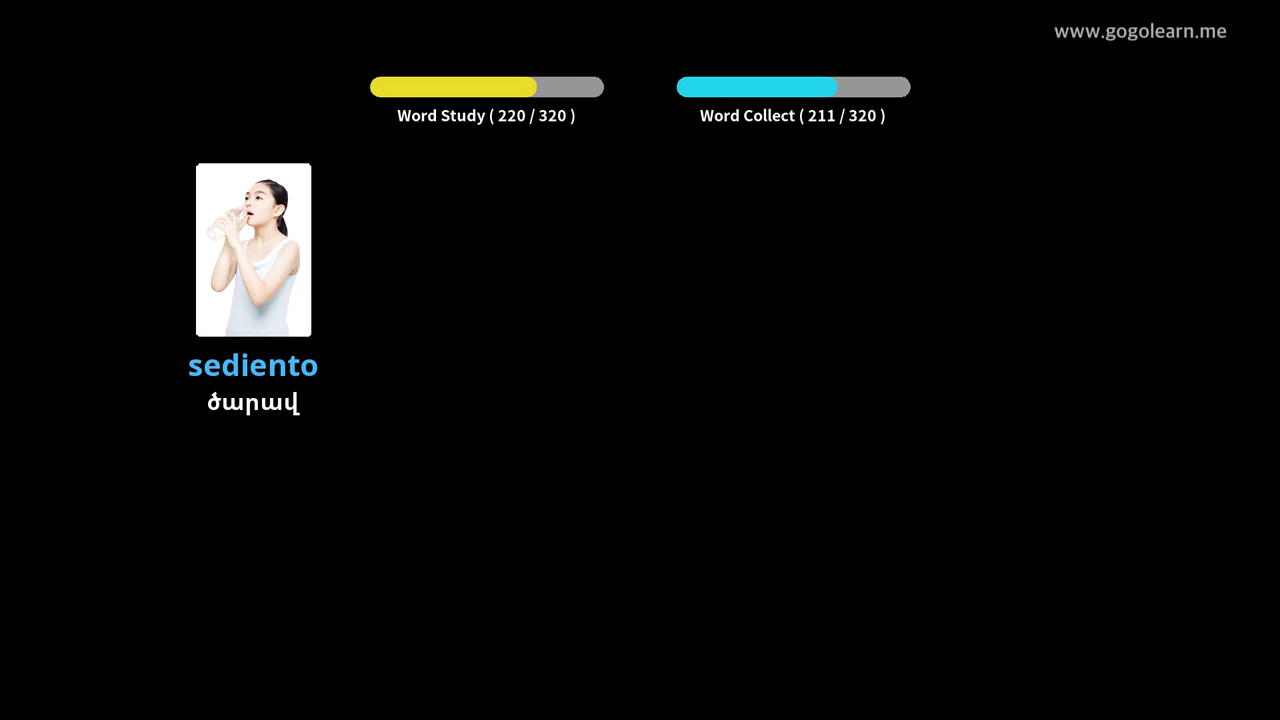 www.gogolearn.me
Word Study ( 220 / 320 )
Word Collect ( 211 / 320 )
sediento
ծարավ